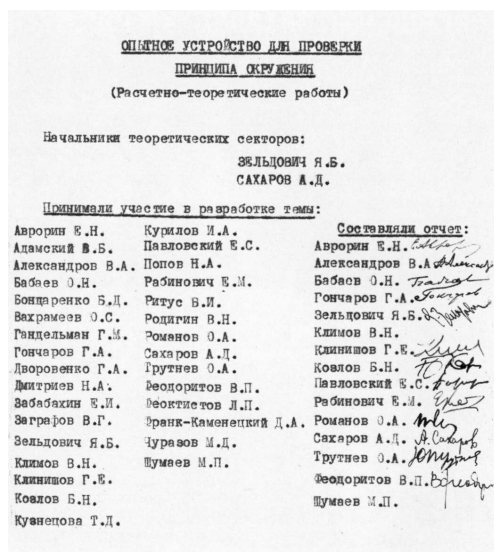 ОПЫТНОЕ УСТРОЙСТВО ДЛЯ ПРОВЕРКИ
ПРИНЦИПА ОКРУЖЕНИЯ
(Расчетно-теоретические работы)
Начальники теоретических секторов:
ЗЕЛЬДОВИЧ Я.Б.
САХАРОВ А.Д.
Принимали участие в разработке темы:
Аврорин Е.Н.
Адамский В.Б.
Александров В.А.
Бабаев О.Н.
Бондаренко Б.Д.
Вахрамеев О.С.
Гандельман Г.М.
Гончаров Г.А.
Дворовенко Г.А.
Дмитриев Н.А.
Забабахин Е.И.
Заграфов В.Г.
Зельдович Я.Б.
Климов В.Н.
Клинишов Г.Е.
Козлов Б.Н.
Кузнецова Т.Д.
Курилов И.А.
Павловский Е.С.
Попов Н.А.
Рабинович Е.М.
Ритус В.И.
Родигин В.Н.
Романов О.А.
Сахаров А.Д.
Трутнев О.А.
Феодоритов В.П.
Феоктистов Л.П.
Франк-Каменецкий Д.А.
Чуразов М.Д.
Шумаев М.П.
Составляли отчет:
Аврорин Е.Н.
Александров В.А.
Бабаев О.Н.
Гончаров Г.А.
Зельдович Я.Б.
Климов В.Н.
Клинишов Г.Е.
Козлов Б.Н.
Павловский Е.С.
Рабинович Е.М.
Романов О.А.
Сахаров А.Д. А.Сахаров
Трутнев О.А.
Феодоритов В.П.
Шумаев М.П.